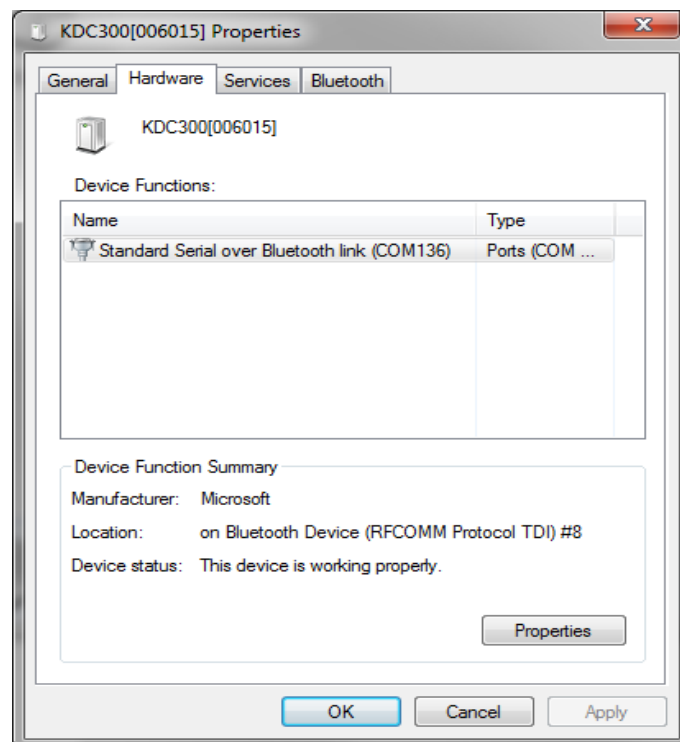 KDC300[006015] Properties
General Hardware Services Bluetooth
KDC300[006015]
Device Functions:
Name Type
Standard Serial over Bluetooth link (COM136) Ports (COM ...
Device Function Summary
Manufacturer: Microsoft
Location: on Bluetooth Device (RFCOMM Protocol TDI) #8
Device status: This device is working properly.
Properties
OK Cancel Apply